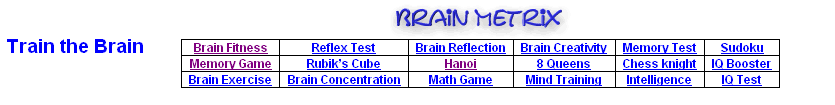 BRAIN METRIX
Train the Brain
Brain Fitness Reflex Test Brain Reflection Brain Creativity Memory Test Sudoku
Memory Game Rubik's Cube Hanoi 8 Queens Chess knight IQ Booster
Brain Exercise Brain Concentration Math Game Mind Training Intelligence IQ Test